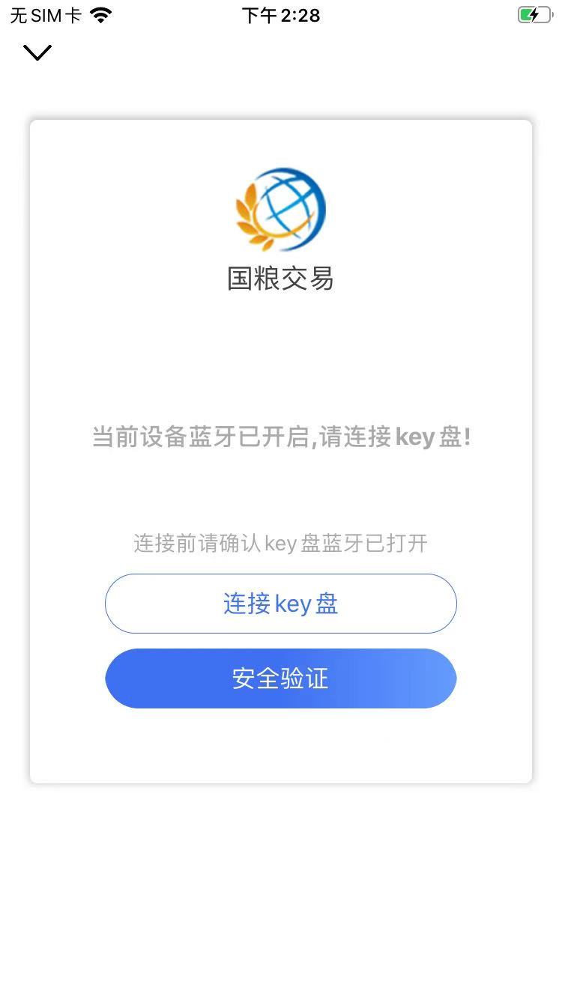 无SIM卡
下午2:28
国粮交易
当前设备蓝牙已开启,请连接key盘!
连接前请确认key盘蓝牙已打开
连接key盘
安全验证